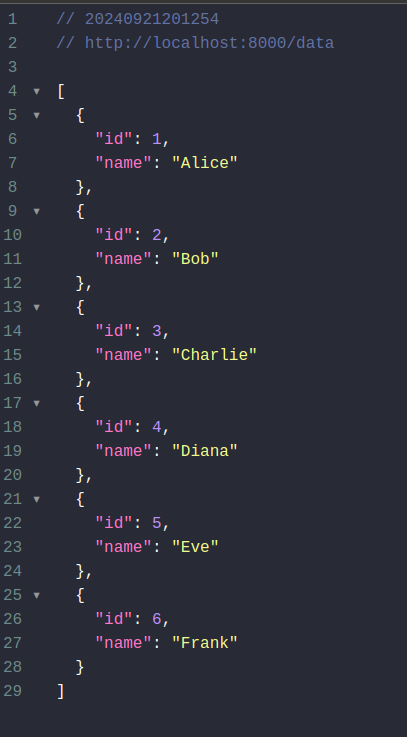 1 // 20240921201254
2 // http://localhost:8000/data
3
4 ▼ [
5 ▼   {
6       "id": 1,
7       "name": "Alice"
8     },
9 ▼   {
10       "id": 2,
11       "name": "Bob"
12     },
13 ▼   {
14       "id": 3,
15       "name": "Charlie"
16     },
17 ▼   {
18       "id": 4,
19       "name": "Diana"
20     },
21 ▼   {
22       "id": 5,
23       "name": "Eve"
24     },
25 ▼   {
26       "id": 6,
27       "name": "Frank"
28     }
29 ]